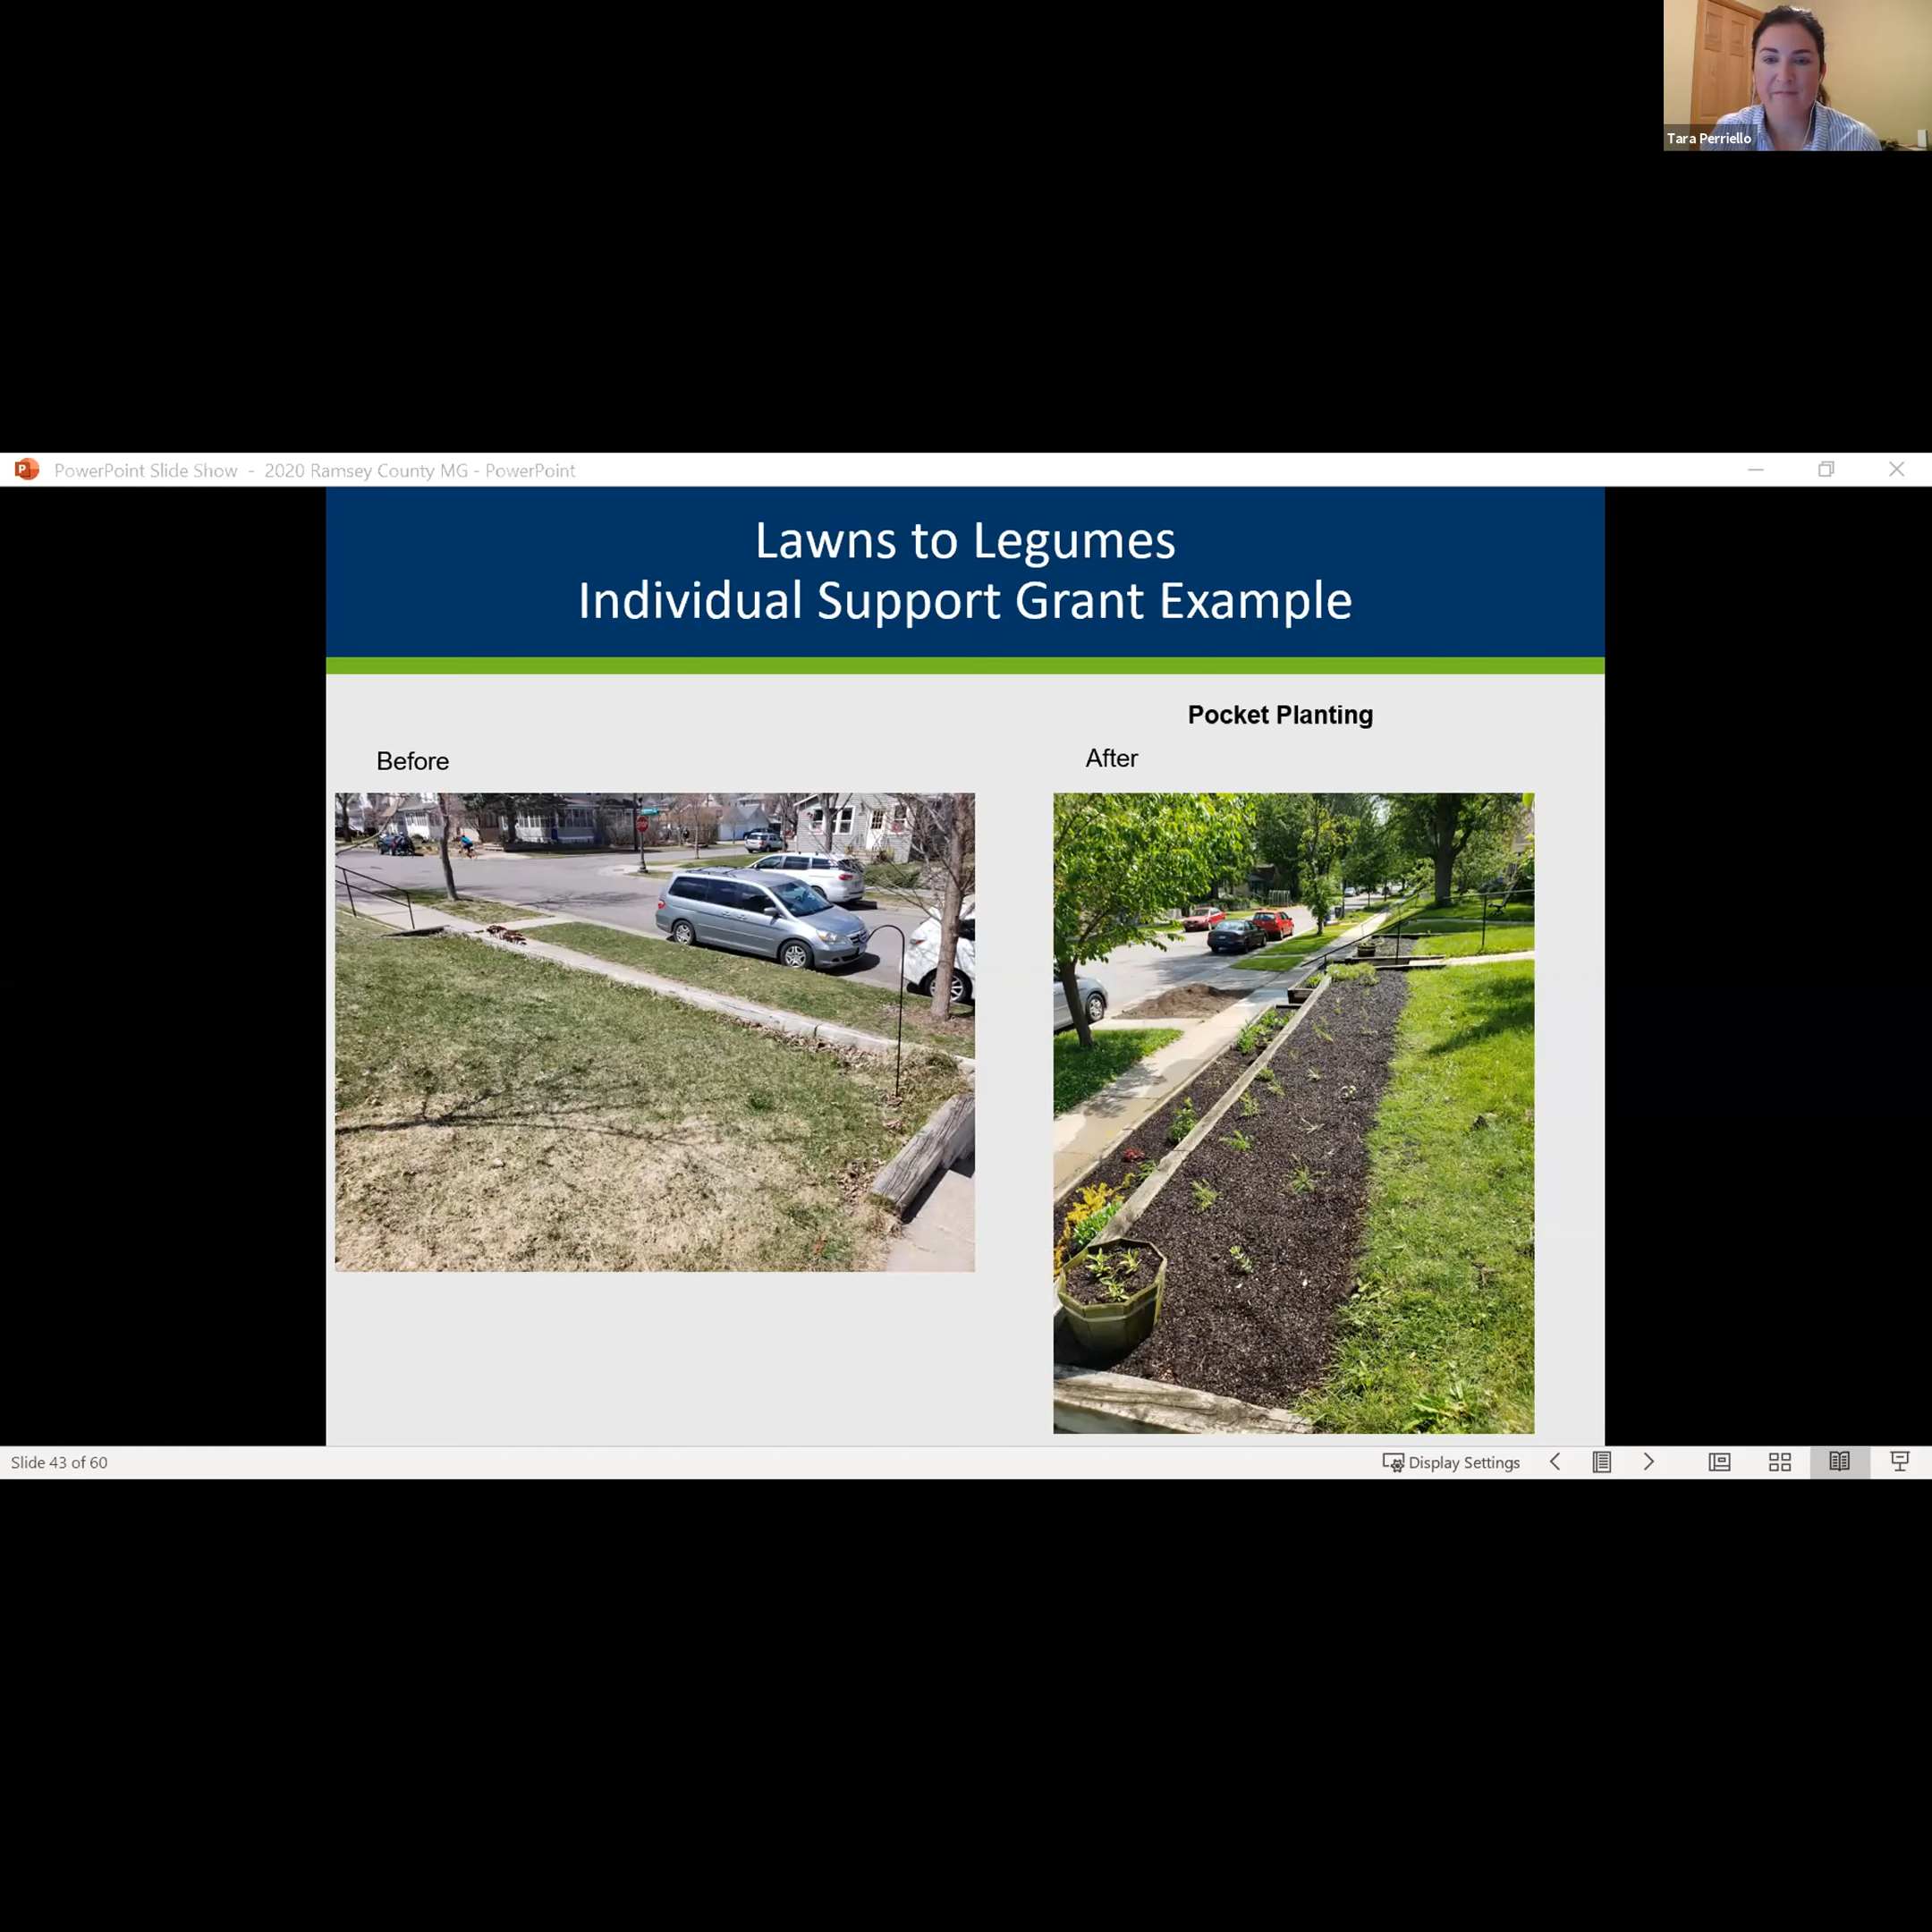 Tara Perriello
PowerPoint Slide Show - 2020 Ramsey County MG - PowerPoint
Lawns to Legumes
Individual Support Grant Example
Pocket Planting
Before
After
Slide 43 of 60
Display Settings